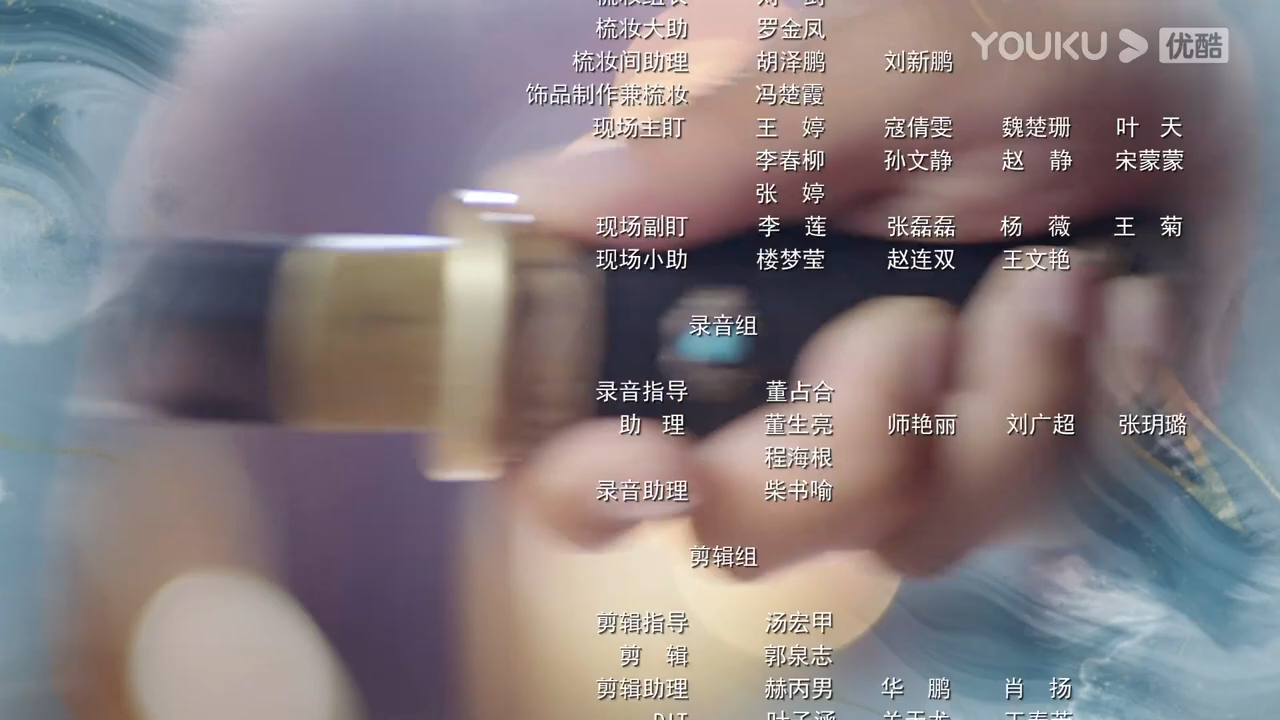 YOUKU 优酷
梳妆大助 罗金凤
梳妆间助理 胡泽鹏 刘新鹏
饰品制作兼梳妆 冯楚霞
现场主盯 王 婷 寇倩雯 魏楚珊 叶 天
李春柳 孙文静 赵 静 宋蒙蒙
张 婷
现场副盯 李 莲 张磊磊 杨 薇 王 菊
现场小助 楼梦莹 赵连双 王文艳
录音组
录音指导 董占合
助 理 董生亮 师艳丽 刘广超 张玥璐
程海根
录音助理 柴书喻
剪辑组
剪辑指导 汤宏甲
剪 辑 郭泉志
剪辑助理 赫丙男 华 鹏 肖 扬